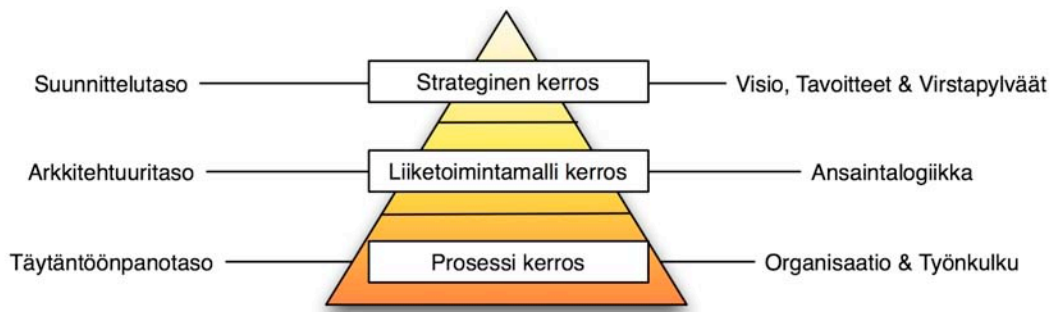 Suunnittelutaso Strateginen kerros Visio, Tavoitteet & Virstapylväät
Arkkitehtuuritaso Liiketoimintamalli kerros Ansaintalogiikka
Täytäntöönpanotaso Prosessi kerros Organisaatio & Työnkulku